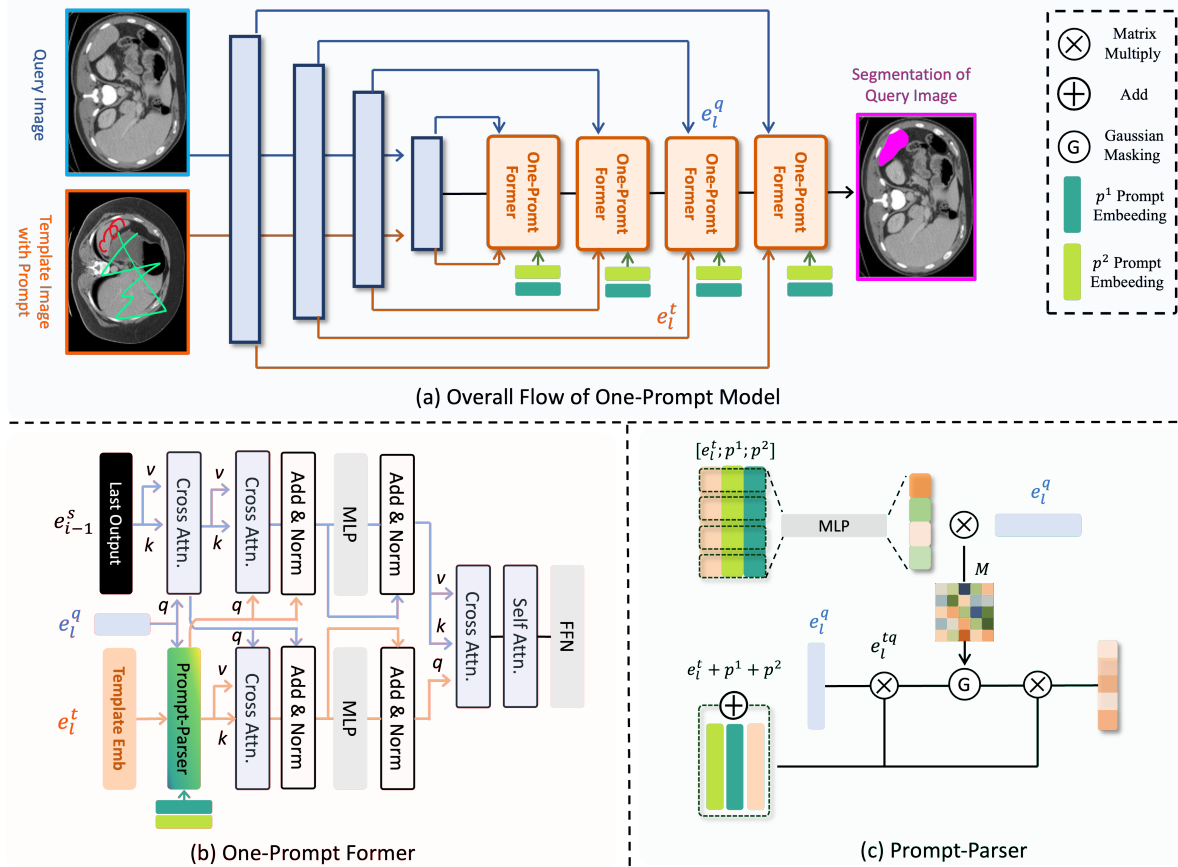 Query Image
Template Image
with Prompt
e_l^q
e_l^t
One-Promt
Former
One-Promt
Former
One-Promt
Former
One-Promt
Former
Segmentation of
Query Image
Matrix
Multiply
Add
G
Gaussian
Masking
p^1 Prompt
Embeeding
p^2 Prompt
Embeeding
(a) Overall Flow of One-Prompt Model
e_{i-1}^s
Last Output
v
k
Cross Attn.
v
k
Cross Attn.
Add & Norm
MLP
Add & Norm
q
q
e_l^q
q
e_l^t
Template Emb
Prompt-Parser
v
k
Cross Attn.
Add & Norm
MLP
Add & Norm
v
k
q
Cross Attn.
Self Attn.
FFN
(b) One-Prompt Former
[e_l^t; p^1; p^2]
MLP
e_l^q
M
e_l^q
e_l^{tq}
G
e_l^t + p^1 + p^2
(c) Prompt-Parser